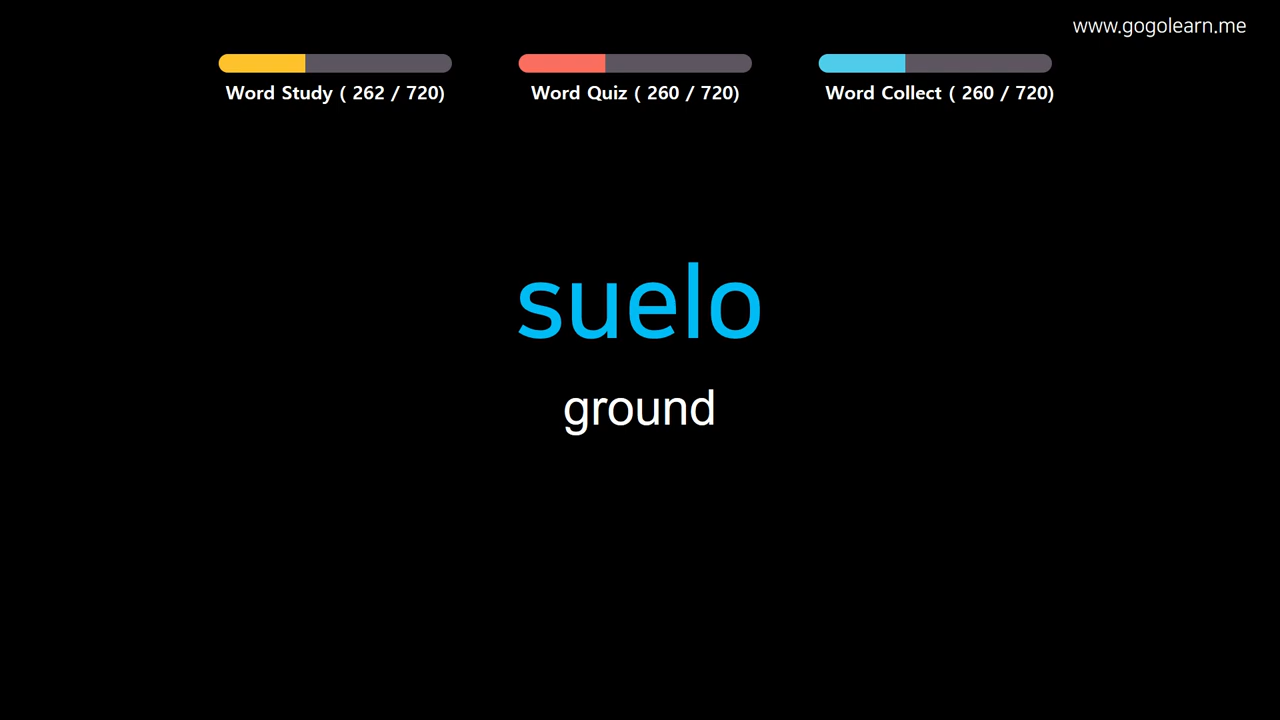 www.gogolearn.me
Word Study ( 262 / 720)
Word Quiz ( 260 / 720)
Word Collect ( 260 / 720)
suelo
ground